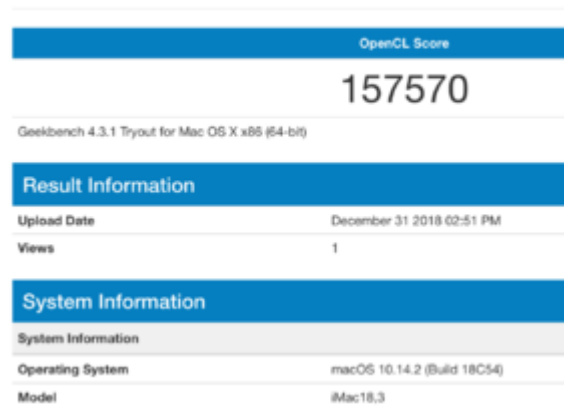 OpenCL Score
157570
Geekbench 4.3.1 Tryout for Mac OS X x86 (64-bit)
Result Information
Upload Date December 31 2018 02:51 PM
Views 1
System Information
System Information
Operating System macOS 10.14.2 (Build 18C54)
Model iMac18,3